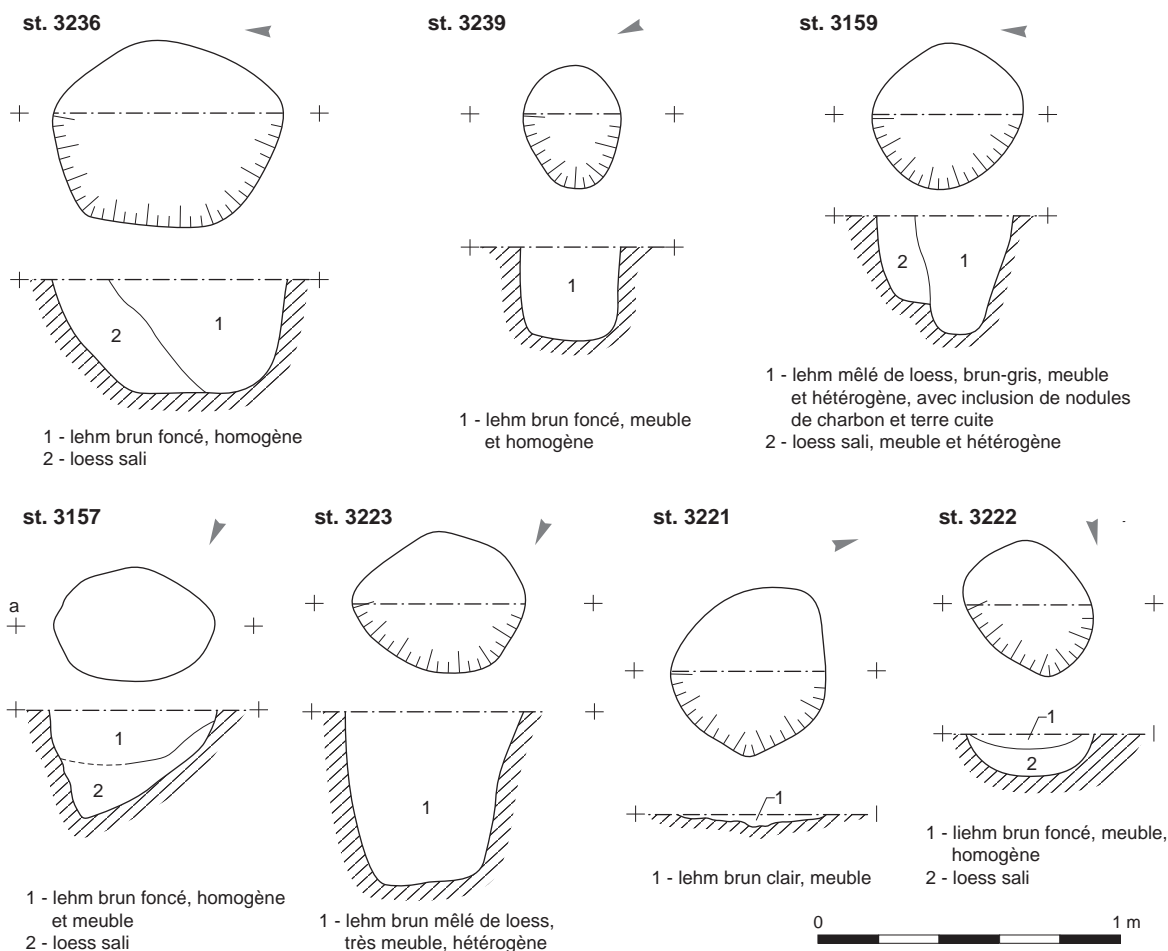 st. 3236
2
1
1 - lehm brun foncé, homogène
2 - loess sali
st. 3239
1
1 - lehm brun foncé, meuble
et homogène
st. 3159
2
1
1 - lehm mêlé de loess, brun-gris, meuble
et hétérogène, avec inclusion de nodules
de charbon et terre cuite
2 - loess sali, meuble et hétérogène
st. 3157
a
1
2
1 - lehm brun foncé, homogène
et meuble
2 - loess sali
st. 3223
1
1 - lehm brun mêlé de loess,
très meuble, hétérogène
st. 3221
1
1 - lehm brun clair, meuble
st. 3222
1
2
1 - liehm brun foncé, meuble,
homogène
2 - loess sali
0
1 m